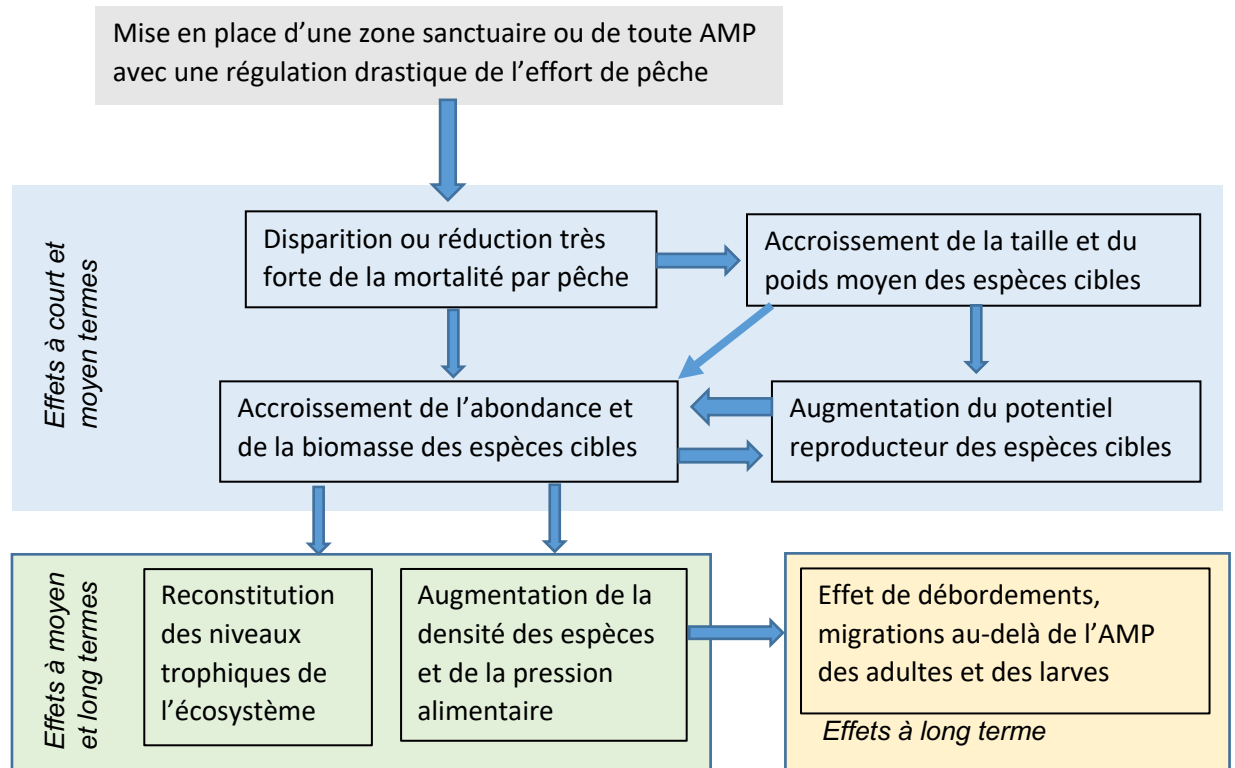 Mise en place d’une zone sanctuaire ou de toute AMP
avec une régulation drastique de l’effort de pêche
Effets à court et
moyen termes
Disparition ou réduction très
forte de la mortalité par pêche
Accroissement de la taille et du
poids moyen des espèces cibles
Accroissement de l’abondance et
de la biomasse des espèces cibles
Augmentation du potentiel
reproducteur des espèces cibles
Effets à moyen
et long termes
Reconstitution
des niveaux
trophiques de
l’écosystème
Augmentation de la
densité des espèces
et de la pression
alimentaire
Effet de débordements,
migrations au-delà de l’AMP
des adultes et des larves
Effets à long terme